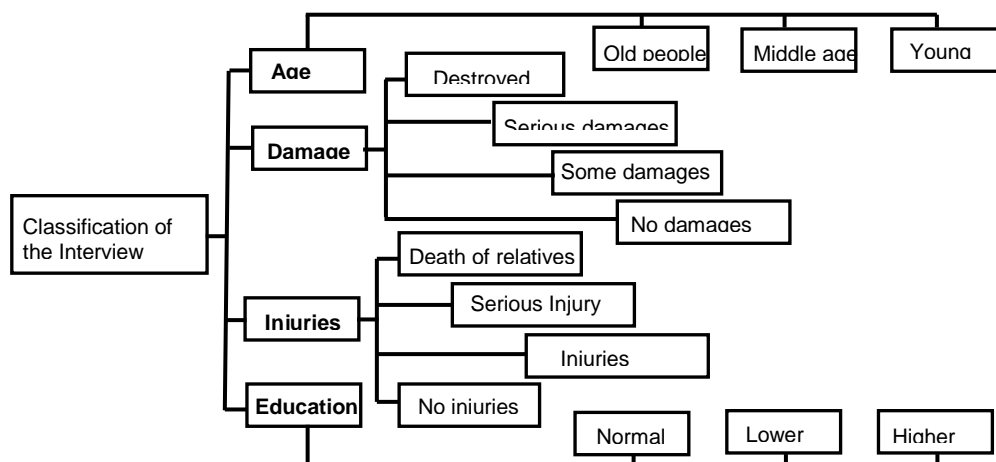 Classification of
the Interview
Age
Old people
Middle age
Young
Damage
Destroyed
Serious damages
Some damages
No damages
Injuries
Death of relatives
Serious Injury
Injuries
No injuries
Education
Normal
Lower
Higher